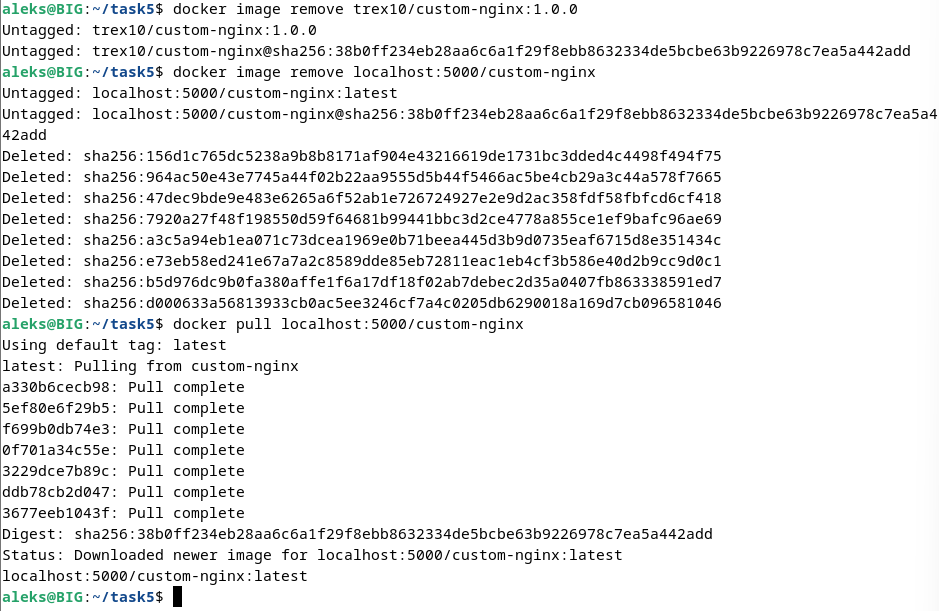 aleks@BIG:~/task5$ docker image remove trex10/custom-nginx:1.0.0
Untagged: trex10/custom-nginx:1.0.0
Untagged: trex10/custom-nginx@sha256:38b0ff234eb28aa6c6a1f29f8ebb8632334de5bcbe63b9226978c7ea5a442add
aleks@BIG:~/task5$ docker image remove localhost:5000/custom-nginx
Untagged: localhost:5000/custom-nginx:latest
Untagged: localhost:5000/custom-nginx@sha256:38b0ff234eb28aa6c6a1f29f8ebb8632334de5bcbe63b9226978c7ea5a4
42add
Deleted: sha256:156d1c765dc5238a9b8b8171af904e43216619de1731bc3dded4c4498f494f75
Deleted: sha256:964ac50e43e7745a44f02b22aa9555d5b44f5466ac5be4cb29a3c44a578f7665
Deleted: sha256:47dec9bde9e483e6265a6f52ab1e726724927e2e9d2ac358fdf58fbfcd6cf418
Deleted: sha256:7920a27f48f198550d59f64681b99441bbc3d2ce4778a855ce1ef9bafc96ae69
Deleted: sha256:a3c5a94eb1ea071c73dcea1969e0b71beea445d3b9d0735eaf6715d8e351434c
Deleted: sha256:e73eb58ed241e67a7a2c8589dde85eb72811eac1eb4cf3b586e40d2b9cc9d0c1
Deleted: sha256:b5d976dc9b0fa380affe1f6a17df18f02ab7debec2d35a0407fb863338591ed7
Deleted: sha256:d000633a56813933cb0ac5ee3246cf7a4c0205db6290018a169d7cb096581046
aleks@BIG:~/task5$ docker pull localhost:5000/custom-nginx
Using default tag: latest
latest: Pulling from custom-nginx
a330b6cecb98: Pull complete
5ef80e6f29b5: Pull complete
f699b0db74e3: Pull complete
0f701a34c55e: Pull complete
3229dce7b89c: Pull complete
ddb78cb2d047: Pull complete
3677eeb1043f: Pull complete
Digest: sha256:38b0ff234eb28aa6c6a1f29f8ebb8632334de5bcbe63b9226978c7ea5a442add
Status: Downloaded newer image for localhost:5000/custom-nginx:latest
localhost:5000/custom-nginx:latest
aleks@BIG:~/task5$